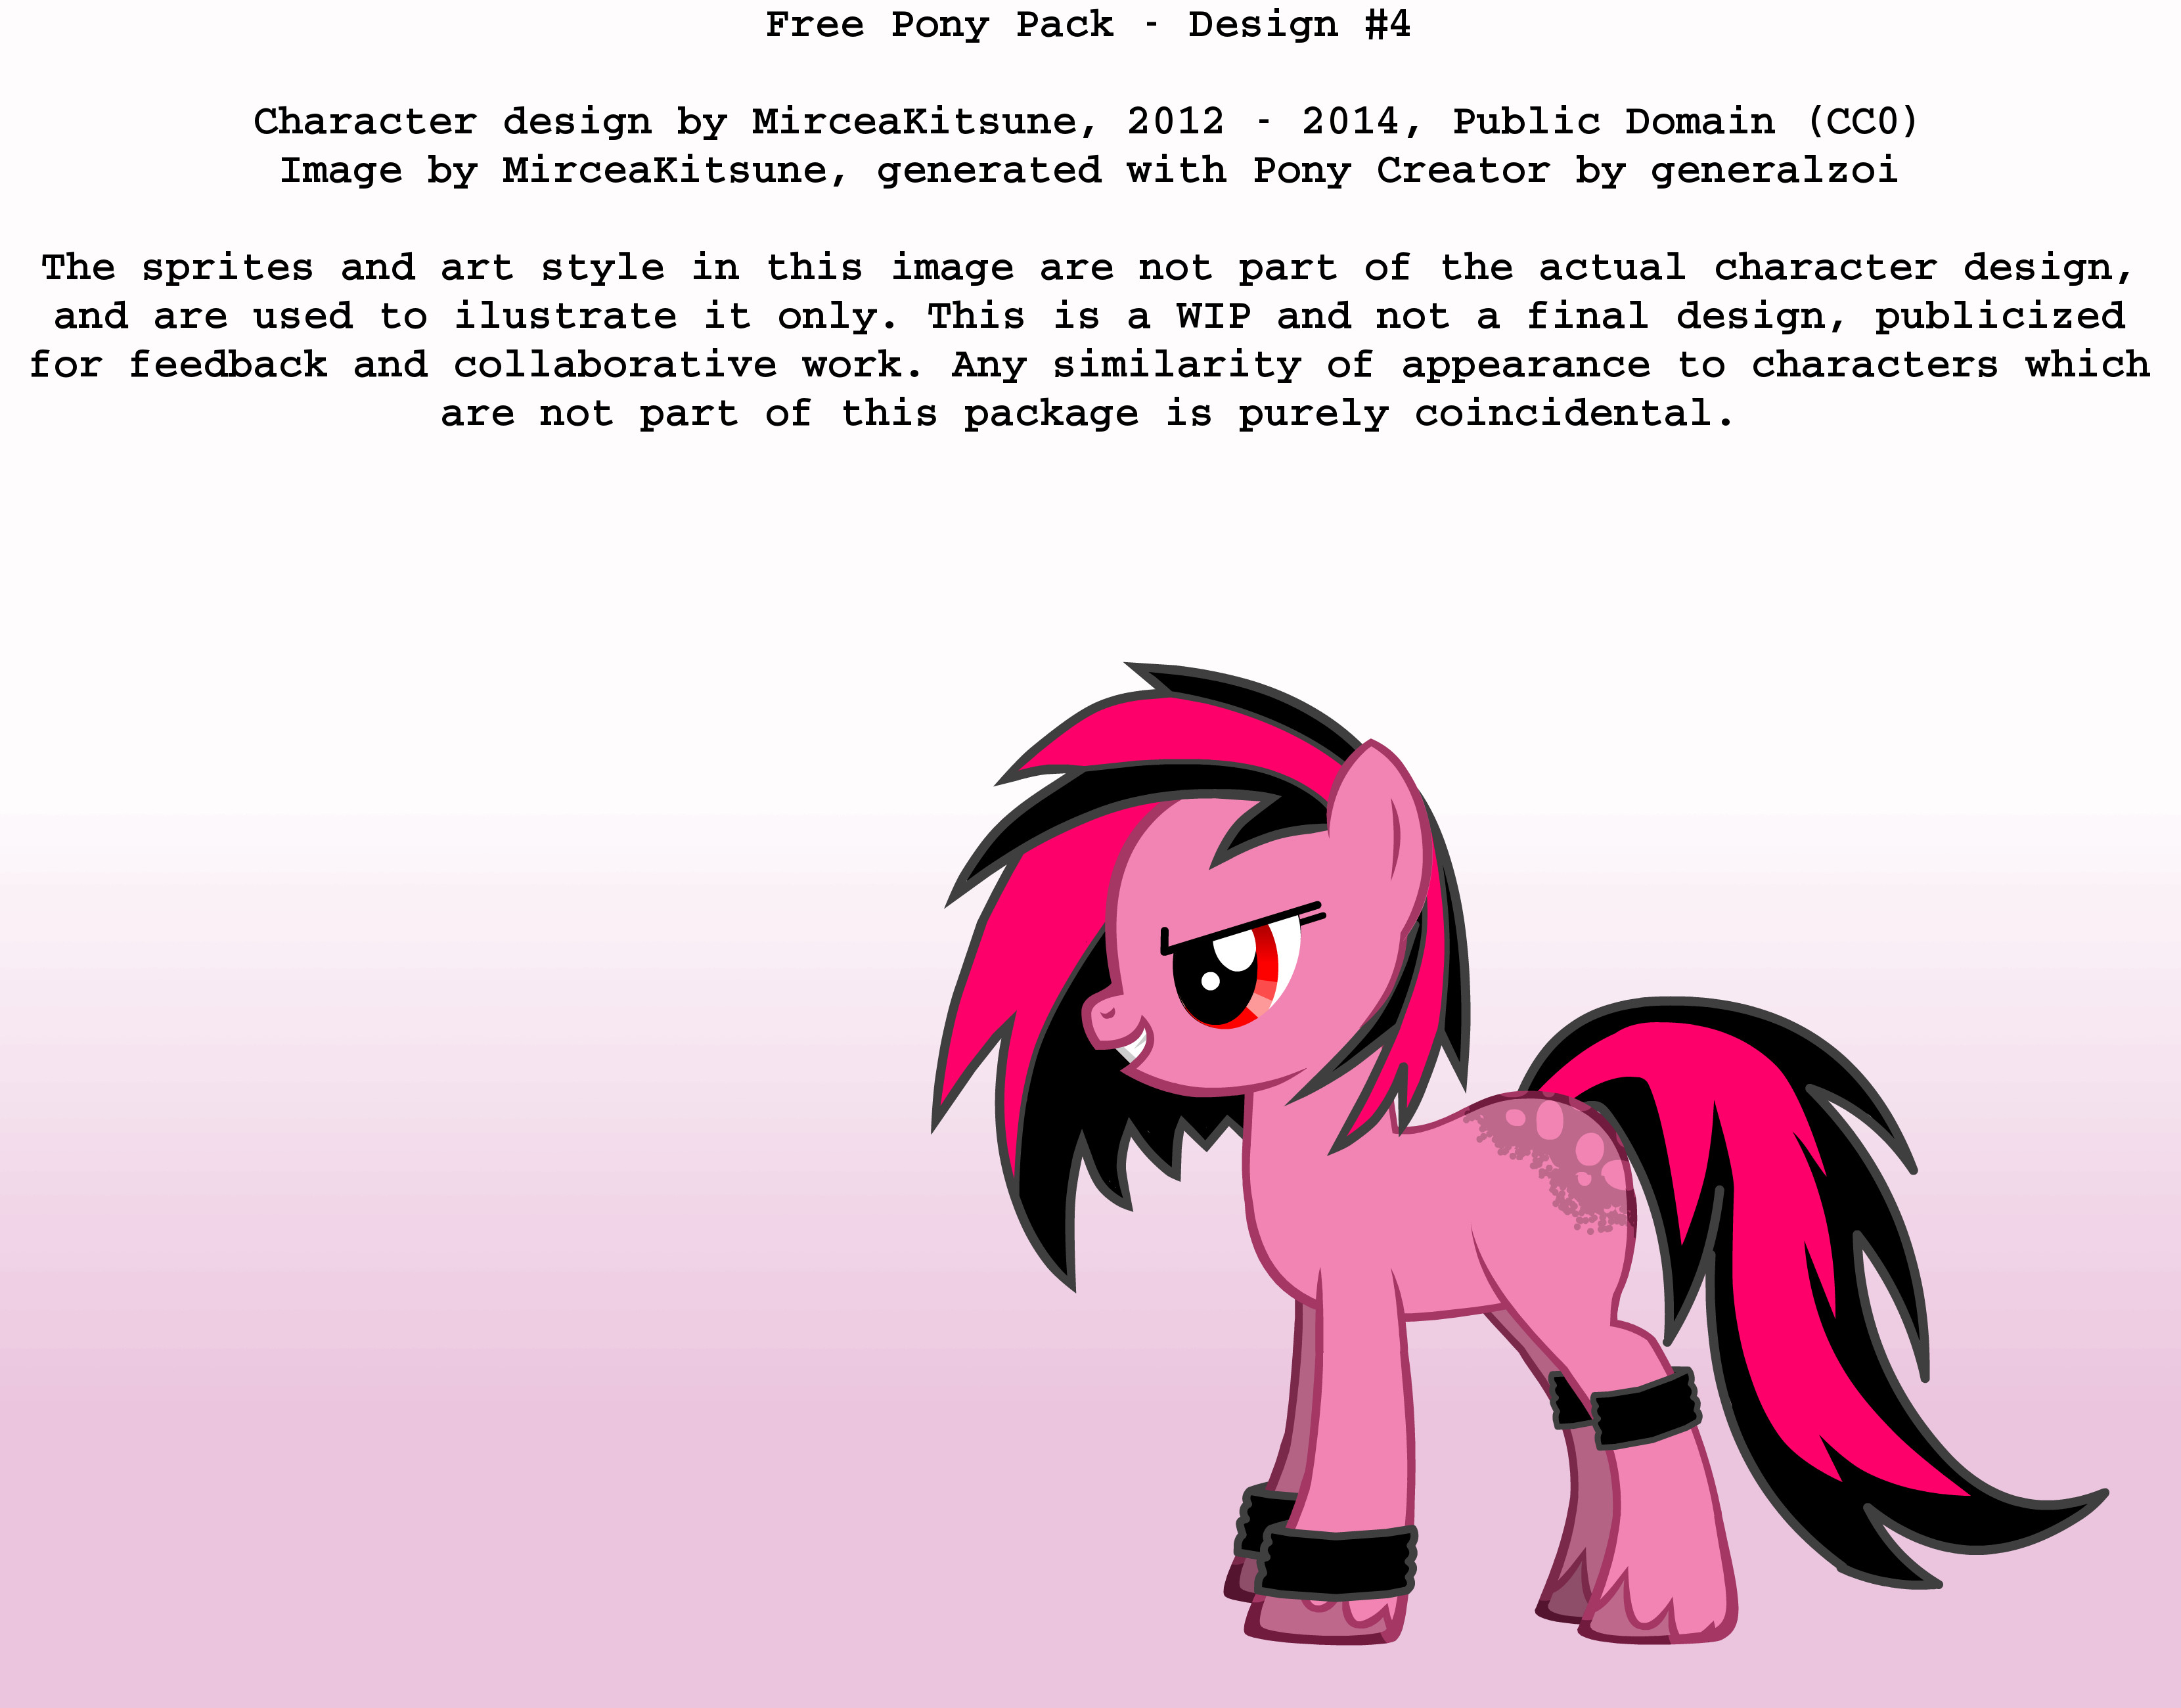 Free Pony Pack - Design #4
Character design by MirceaKitsune, 2012 - 2014, Public Domain (CC0)
Image by MirceaKitsune, generated with Pony Creator by generalzoi
The sprites and art style in this image are not part of the actual character design,
and are used to ilustrate it only. This is a WIP and not a final design, publicized
for feedback and collaborative work. Any similarity of appearance to characters which
are not part of this package is purely coincidental.